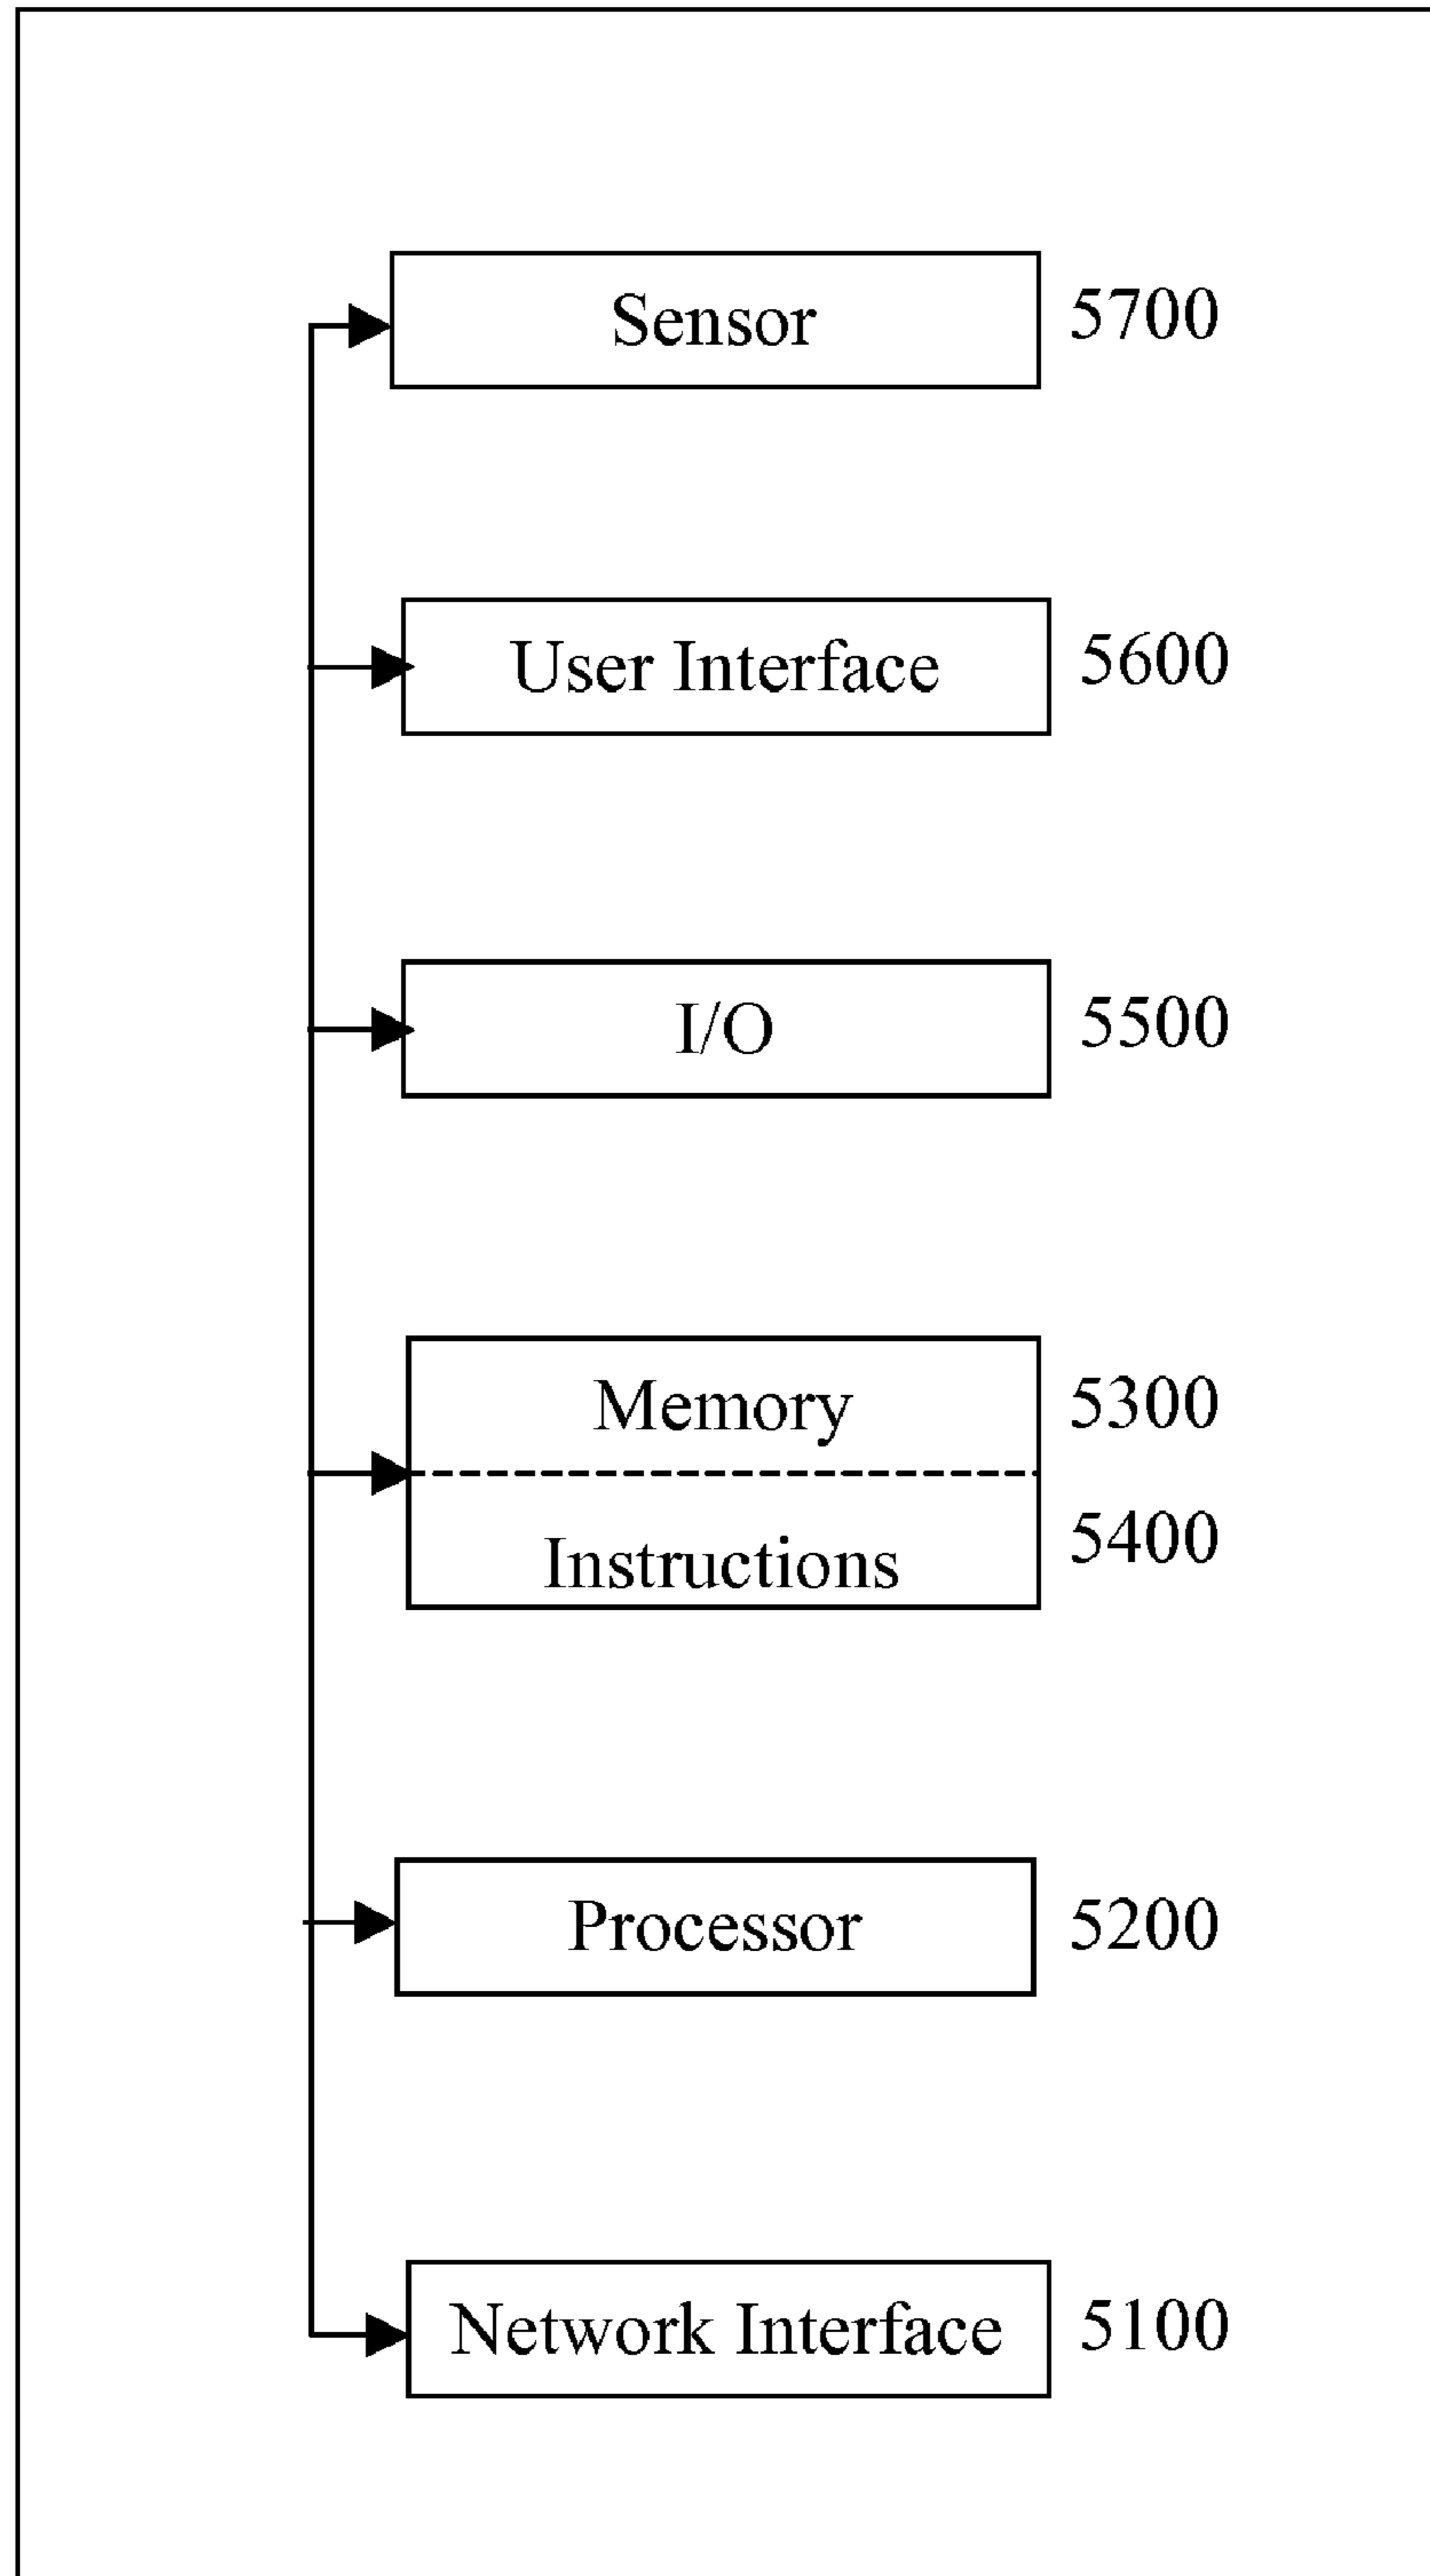 Sensor 5700
User Interface 5600
I/O 5500
Memory 5300
Instructions 5400
Processor 5200
Network Interface 5100